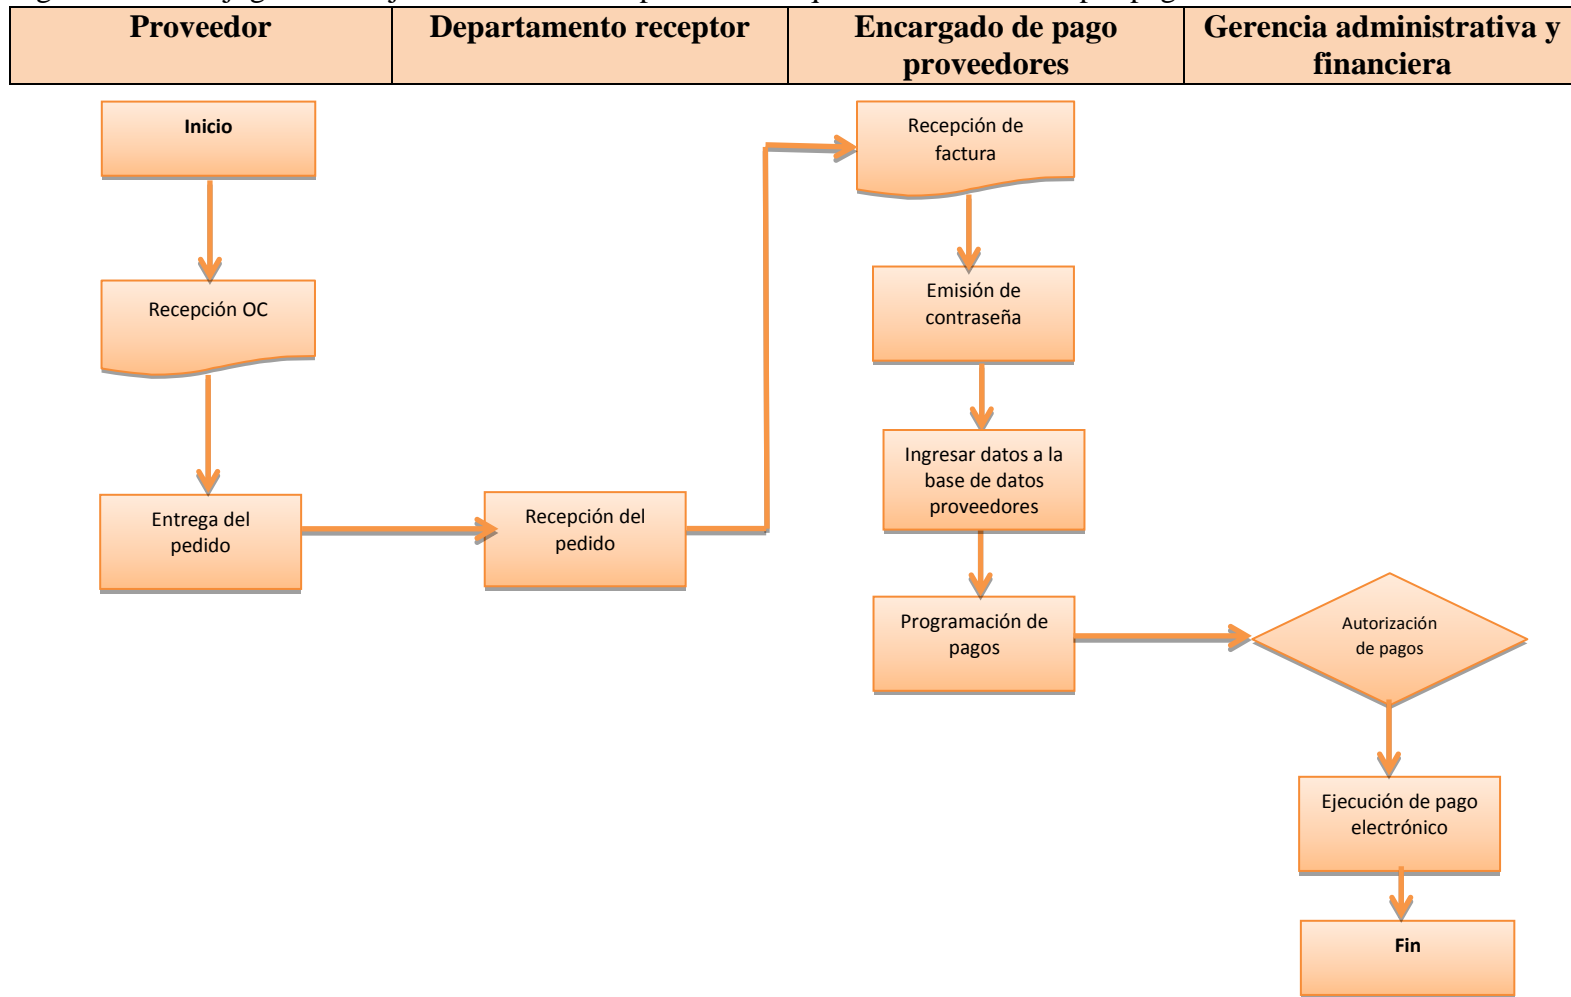 Proveedor
Departamento receptor
Encargado de pago
proveedores
Gerencia administrativa y
financiera
Inicio
Recepción OC
Entrega del
pedido
Recepción del
pedido
Recepción de
factura
Emisión de
contraseña
Ingresar datos a la
base de datos
proveedores
Programación de
pagos
Autorización
de pagos
Ejecución de pago
electrónico
Fin